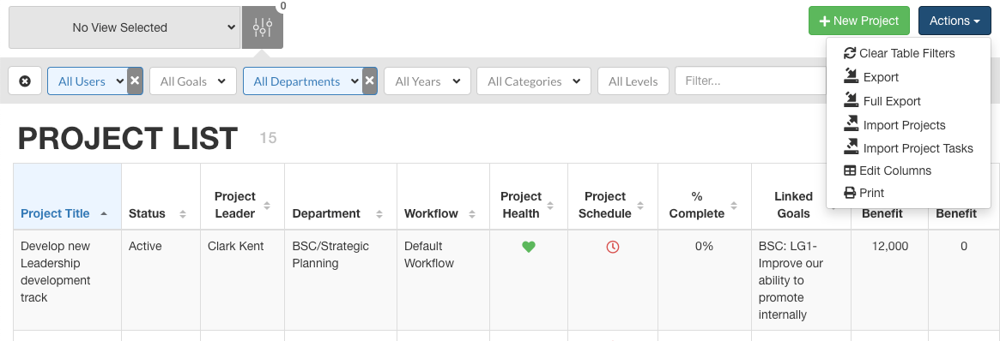 No View Selected
0
New Project
Actions
Clear Table Filters
Export
Full Export
Import Projects
Import Project Tasks
Edit Columns
Print
All Users
All Goals
All Departments
All Years
All Categories
All Levels
Filter...
PROJECT LIST 15
Project Title
Status
Project
Leader
Department
Workflow
Project
Health
Project
Schedule
%
Complete
Linked
Goals
Benefit
Benefit
Develop new
Leadership
development
track
Active
Clark Kent
BSC/Strategic
Planning
Default
Workflow
0%
BSC: LG1-
Improve our
ability to
promote
internally
12,000
0